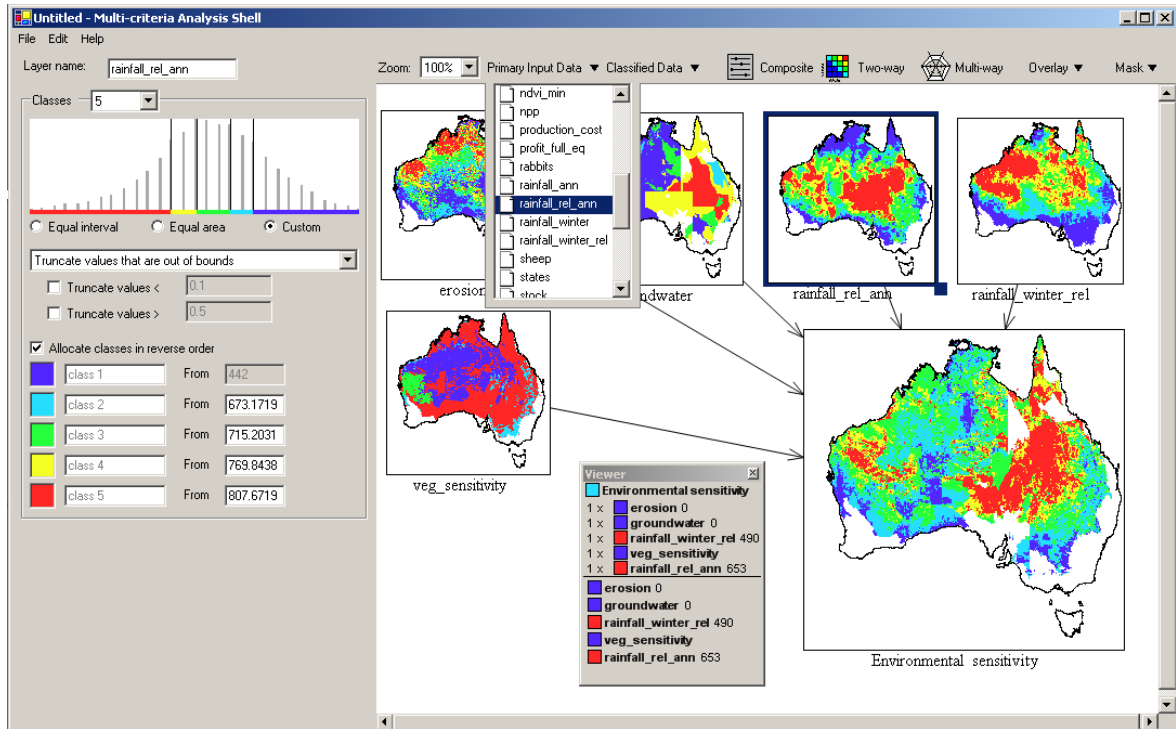 Untitled - Multi-criteria Analysis Shell
File Edit Help
Layer name: rainfall_rel_ann
Zoom: 100% Primary Input Data Classified Data Composite Two-way Multi-way Overlay Mask
Classes 5
Equal interval Equal area Custom
Truncate values that are out of bounds
Truncate values < 0.1
Truncate values > 0.5
Allocate classes in reverse order
class 1 From 442
class 2 From 673.1719
class 3 From 715.2031
class 4 From 769.8438
class 5 From 807.6719
ndvi_min
npp
production_cost
profit_full_eq
rabbits
rainfall_ann
rainfall_rel_ann
rainfall_winter
rainfall_winter_rel
sheep
states
stock
erosion
ndwater
rainfall_rel_ann
rainfall_winter_rel
veg_sensitivity
Viewer
Environmental sensitivity
1 x erosion 0
1 x groundwater 0
1 x rainfall_winter_rel 490
1 x veg_sensitivity
1 x rainfall_rel_ann 653
erosion 0
groundwater 0
rainfall_winter_rel 490
veg_sensitivity
rainfall_rel_ann 653
Environmental sensitivity